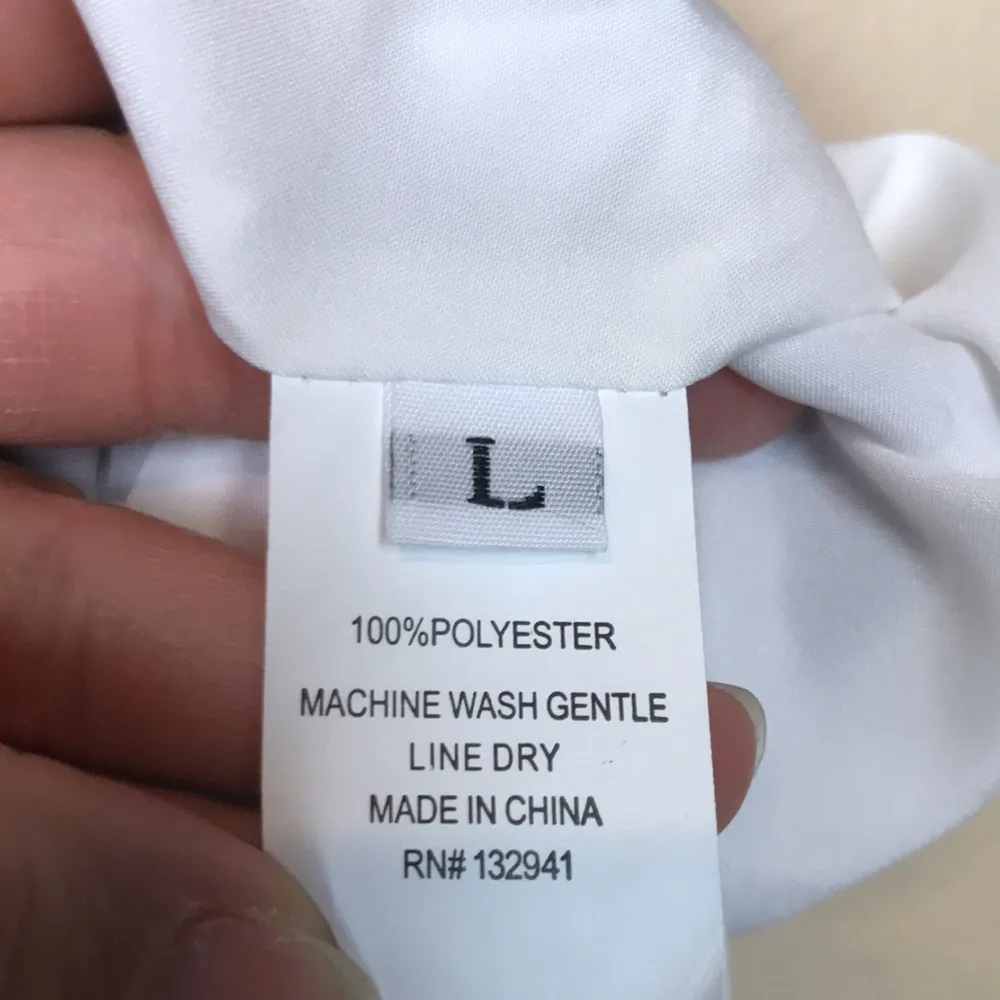 L
100%POLYESTER
MACHINE WASH GENTLE
LINE DRY
MADE IN CHINA
RN# 132941